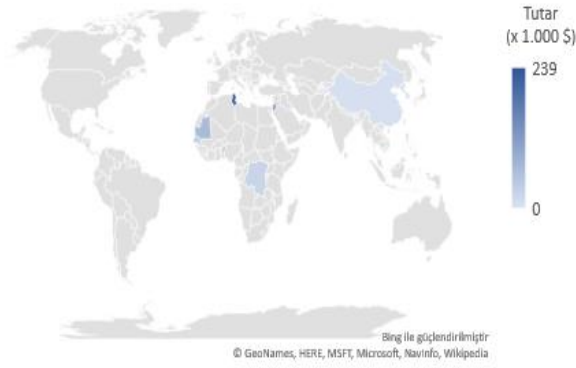 Tutar
(x 1.000 $)
239
0
Bing ile güçlendirilmiştir
© GeoNames, HERE, MSFT, Microsoft, NavInfo, Wikipedia